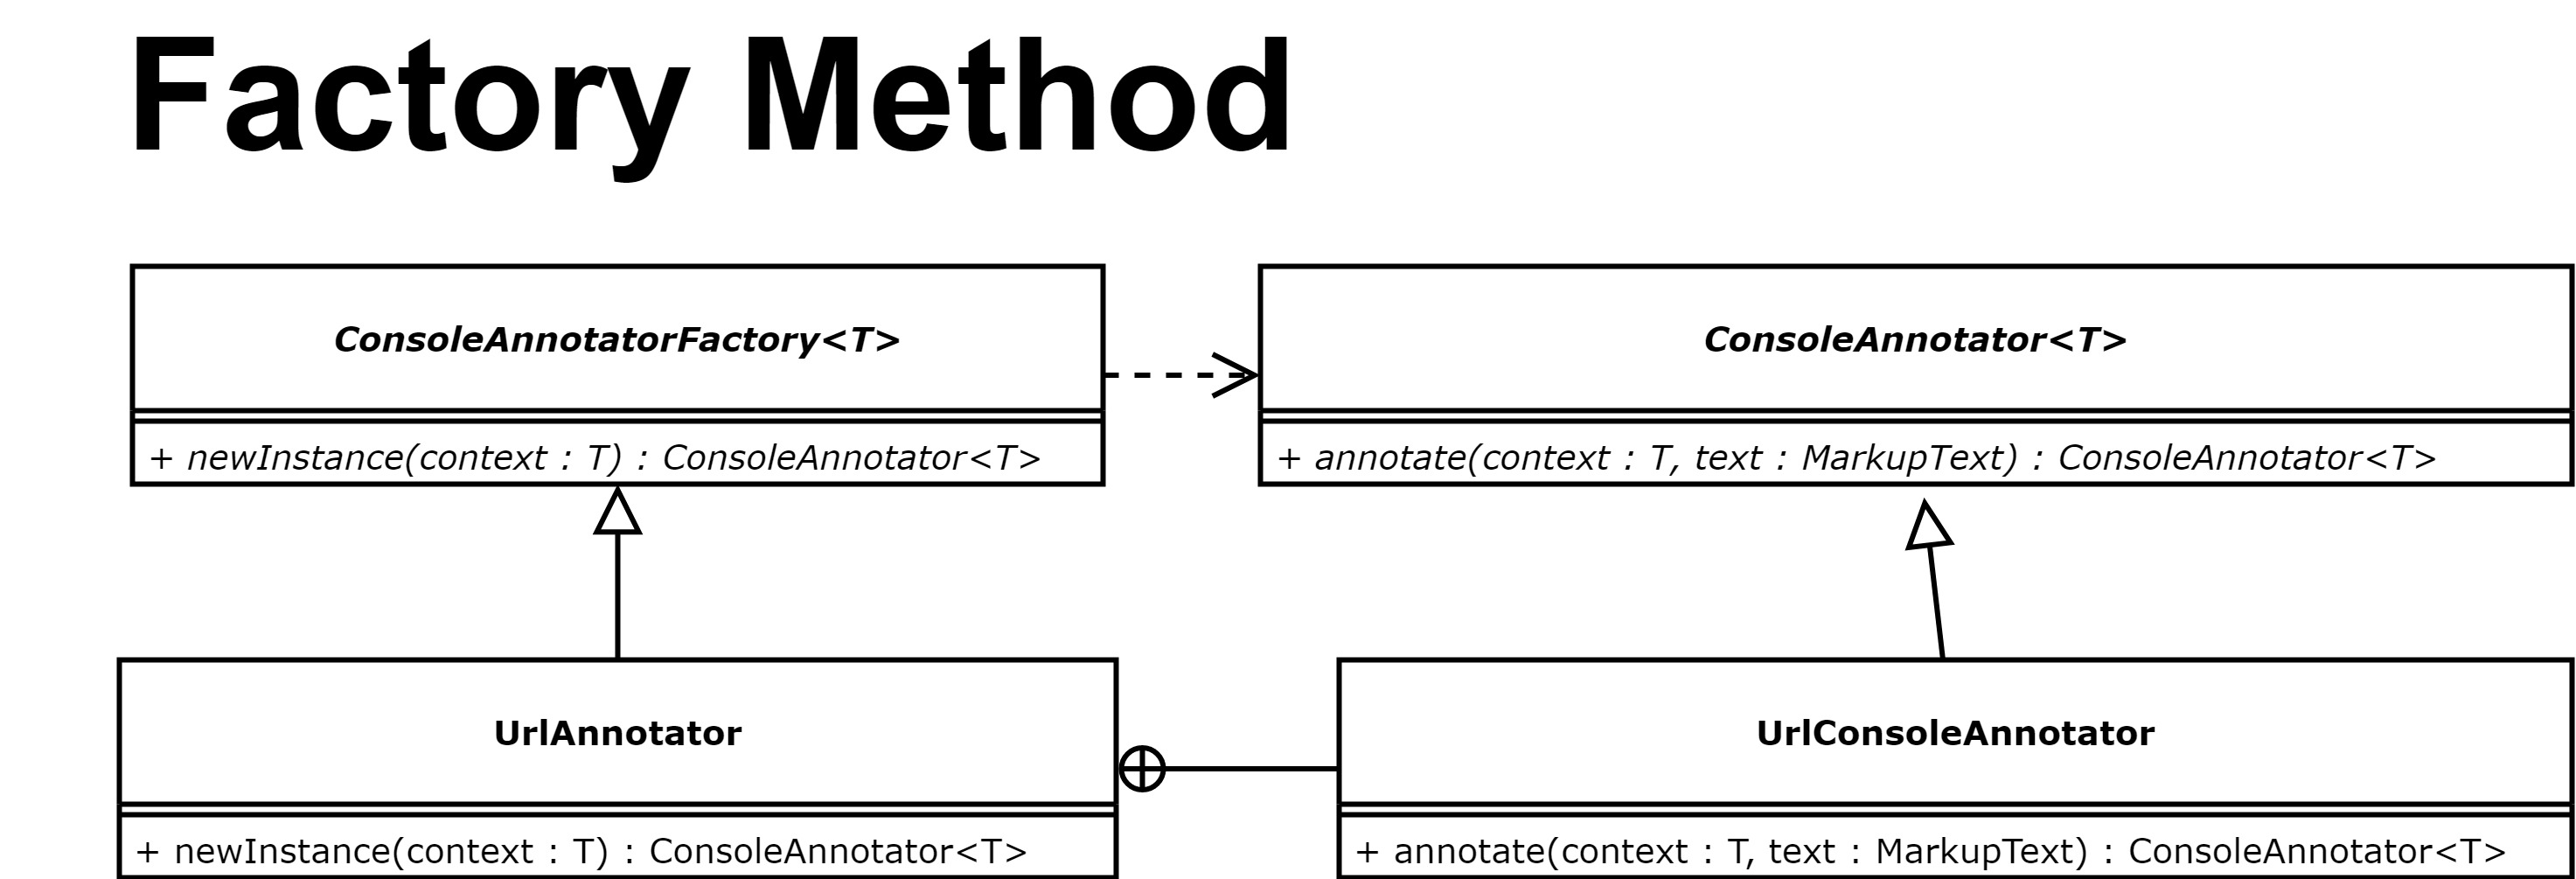 Factory Method
ConsoleAnnotatorFactory<T>
+ newInstance(context : T) : ConsoleAnnotator<T>
ConsoleAnnotator<T>
+ annotate(context : T, text : MarkupText) : ConsoleAnnotator<T>
UrlAnnotator
+ newInstance(context : T) : ConsoleAnnotator<T>
UrlConsoleAnnotator
+ annotate(context : T, text : MarkupText) : ConsoleAnnotator<T>